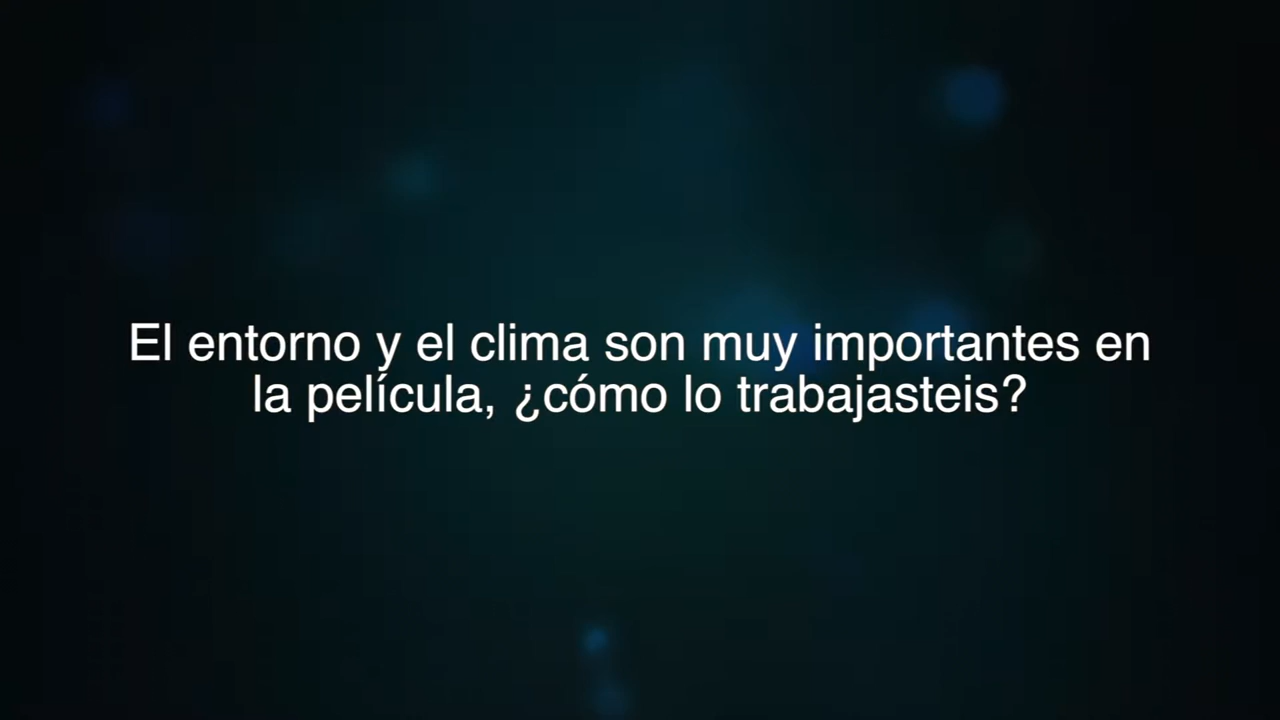 El entorno y el clima son muy importantes en
la película, ¿cómo lo trabajasteis?